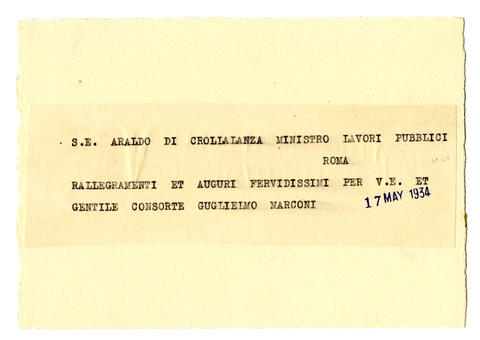 S.E. ARALDO DI CROLLALANZA MINISTRO LAVORI PUBBLICI
ROMA
RALLEGRAMENTI ET AUGURI FERVIDISSIMI PER V.E. ET
GENTILE CONSORTE GUGLIELMO MARCONI
17 MAY 1934